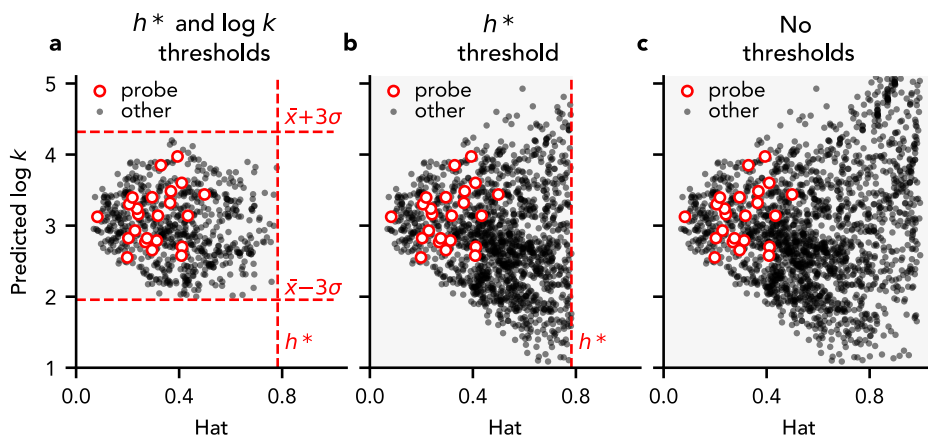 a
h* and log k
thresholds
5
probe
other
x̄+3σ
4
3
x̄−3σ
2
h*
1
0.0
0.4
0.8
Hat
Predicted log k
b
h*
threshold
probe
other
h*
0.0
0.4
0.8
Hat
c
No
thresholds
probe
other
0.0
0.4
0.8
Hat